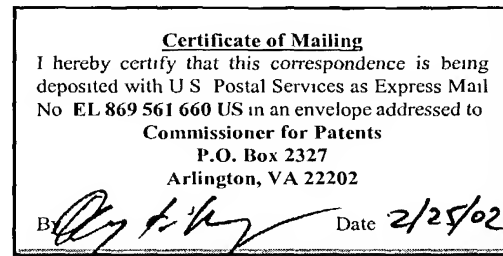 Certificate of Mailing
I hereby certify that this correspondence is being
deposited with U S Postal Services as Express Mail
No EL 869 561 660 US in an envelope addressed to
Commissioner for Patents
P.O. Box 2327
Arlington, VA 22202
By Date 2/25/02